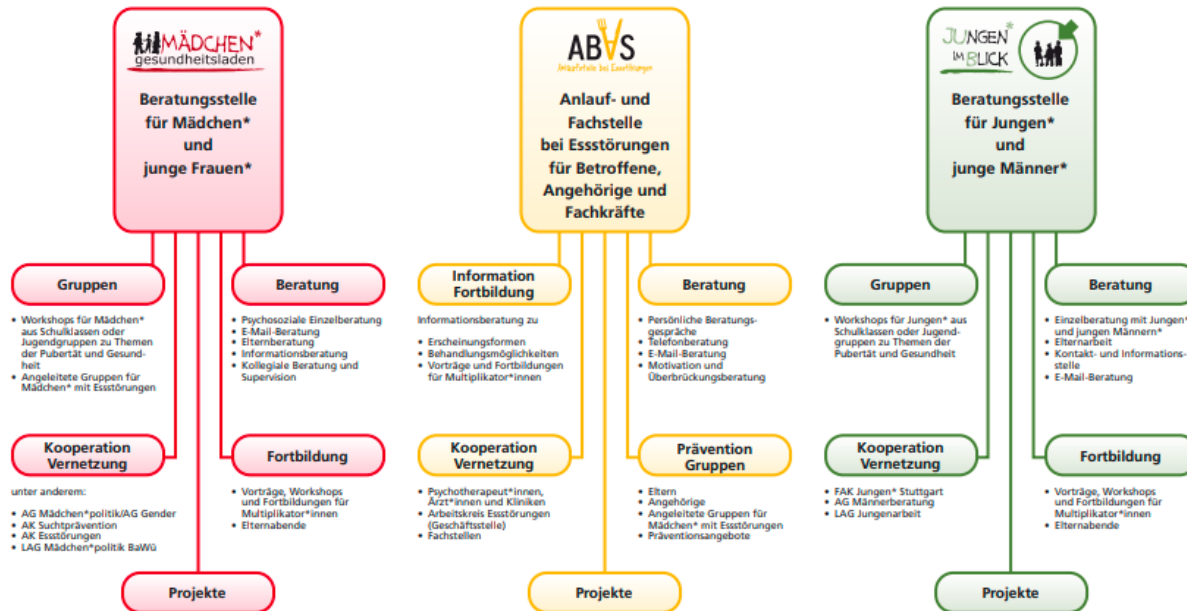 MÄDCHEN*
gesundheitsladen
Beratungsstelle
für Mädchen*
und
junge Frauen*
Gruppen
• Workshops für Mädchen*
aus Schulklassen oder
Jugendgruppen zu Themen
der Pubertät und Gesund-
heit
• Angeleitete Gruppen für
Mädchen* mit Essstörungen
Beratung
• Psychosoziale Einzelberatung
• E-Mail-Beratung
• Elternberatung
• Informationsberatung
• Kollegiale Beratung und
Supervision
Kooperation
Vernetzung
unter anderem:
• AG Mädchen*politik/AG Gender
• AK Suchtprävention
• AK Essstörungen
• LAG Mädchen*politik BaWü
Fortbildung
• Vorträge, Workshops
und Fortbildungen für
Multiplikator*innen
• Elternabende
Projekte
ABAS
Anlaufstelle bei Essstörungen
Anlauf- und
Fachstelle
bei Essstörungen
für Betroffene,
Angehörige und
Fachkräfte
Information
Fortbildung
Informationsberatung zu
• Erscheinungsformen
• Behandlungsmöglichkeiten
• Vorträge und Fortbildungen
für Multiplikator*innen
Beratung
• Persönliche Beratungs-
gespräche
• Telefonberatung
• E-Mail-Beratung
• Motivation und
Überbrückungsberatung
Kooperation
Vernetzung
• Psychotherapeut*innen,
Ärzt*innen und Kliniken
• Arbeitskreis Essstörungen
(Geschäftsstelle)
• Fachstellen
Prävention
Gruppen
• Eltern
• Angehörige
• Angeleitete Gruppen für
Mädchen* mit Essstörungen
• Präventionsangebote
Projekte
JUNGEN*
IM BLICK
Beratungsstelle
für Jungen*
und
junge Männer*
Gruppen
• Workshops für Jungen* aus
Schulklassen oder Jugend-
gruppen zu Themen der
Pubertät und Gesundheit
Beratung
• Einzelberatung mit Jungen*
und jungen Männern*
• Elternarbeit
• Kontakt- und Informations-
stelle
• E-Mail-Beratung
Kooperation
Vernetzung
• FAK Jungen* Stuttgart
• AG Männerberatung
• LAG Jungenarbeit
Fortbildung
• Vorträge, Workshops
und Fortbildungen für
Multiplikator*innen
• Elternabende
Projekte